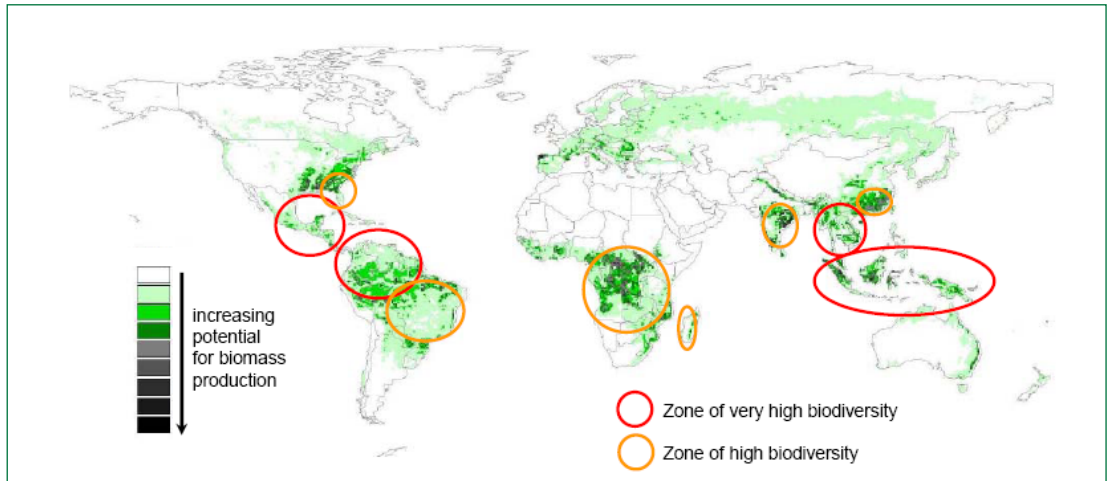 increasing
potential
for biomass
production
Zone of very high biodiversity
Zone of high biodiversity